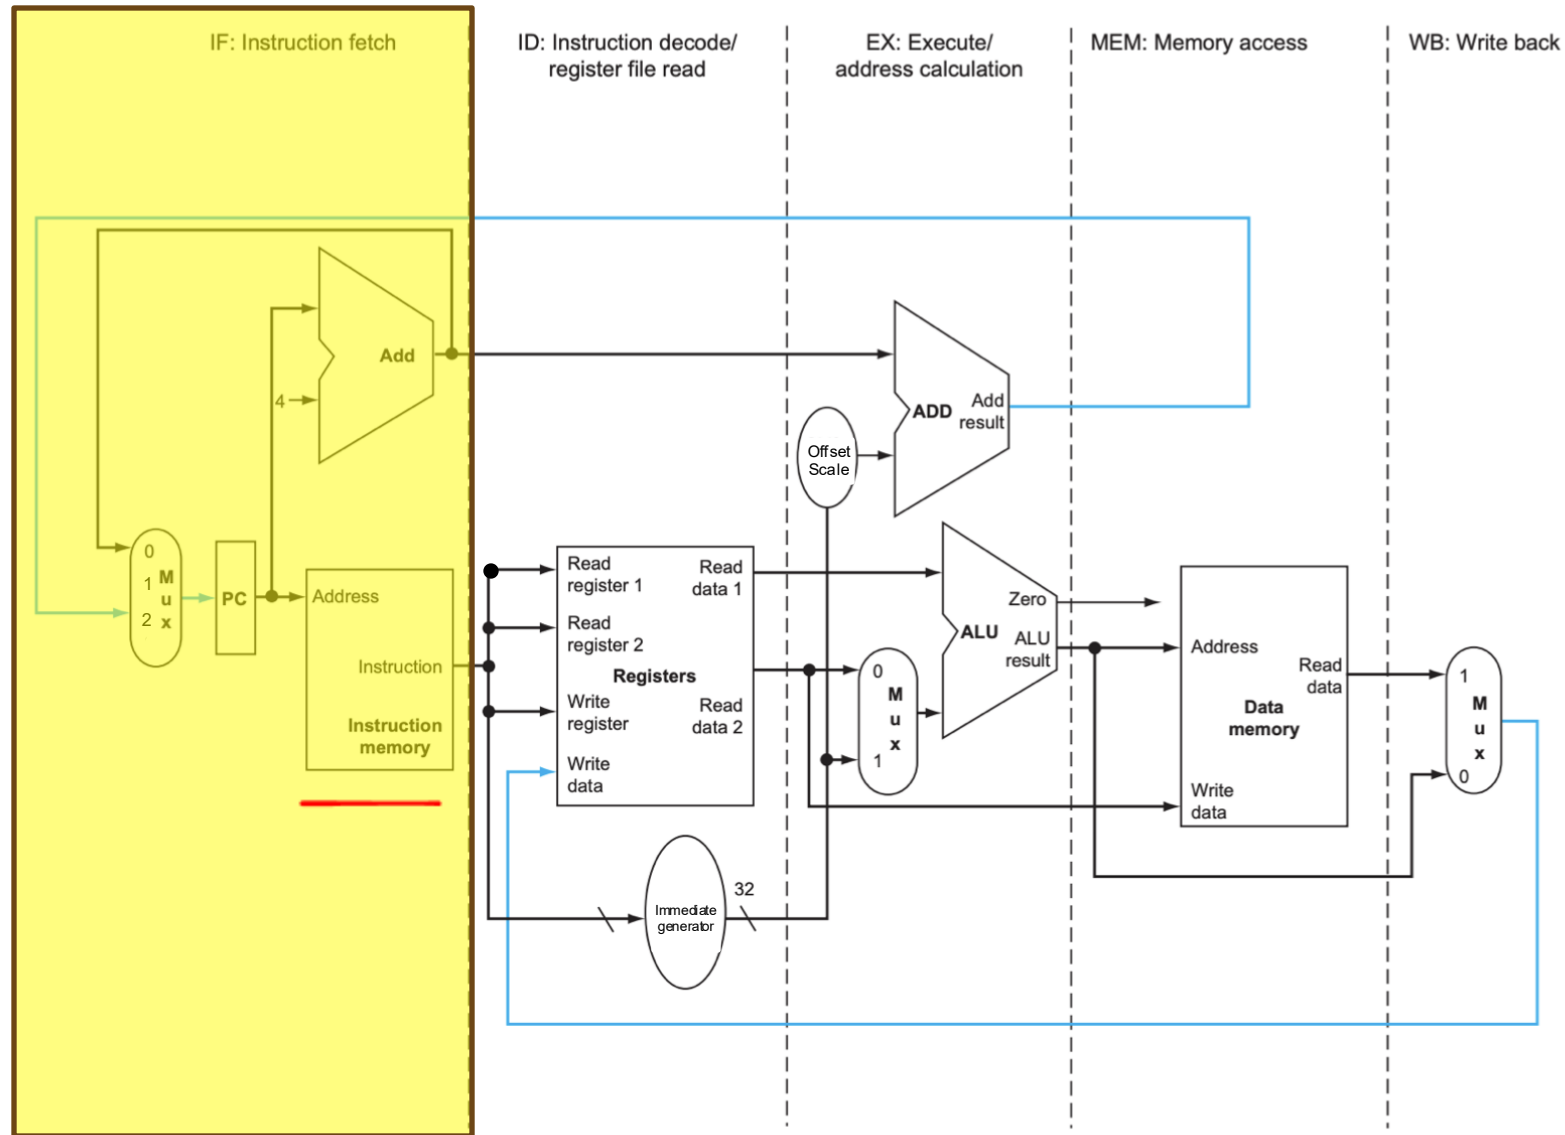 IF: Instruction fetch
ID: Instruction decode/
register file read
EX: Execute/
address calculation
MEM: Memory access
WB: Write back
Add
4
ADD
Add
result
Offset
Scale
0
1
2
M
u
x
PC
Address
Instruction
Instruction
memory
Read
register 1
Read
register 2
Write
register
Write
data
Registers
Read
data 1
Read
data 2
Immediate
generator
32
0
M
u
x
1
Zero
ALU
ALU
result
Address
Read
data
Data
memory
Write
data
1
M
u
x
0